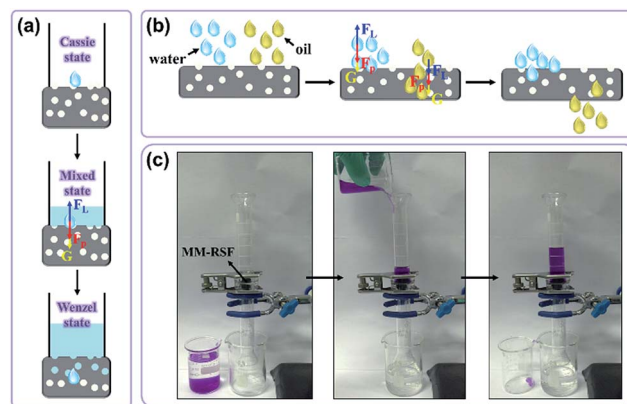 (a)
Cassie
state
Mixed
state
F_L
F_p
G
Wenzel
state
(b)
water
oil
F_L
F_p
G
F_L
F_p
G
(c)
MM-RSF